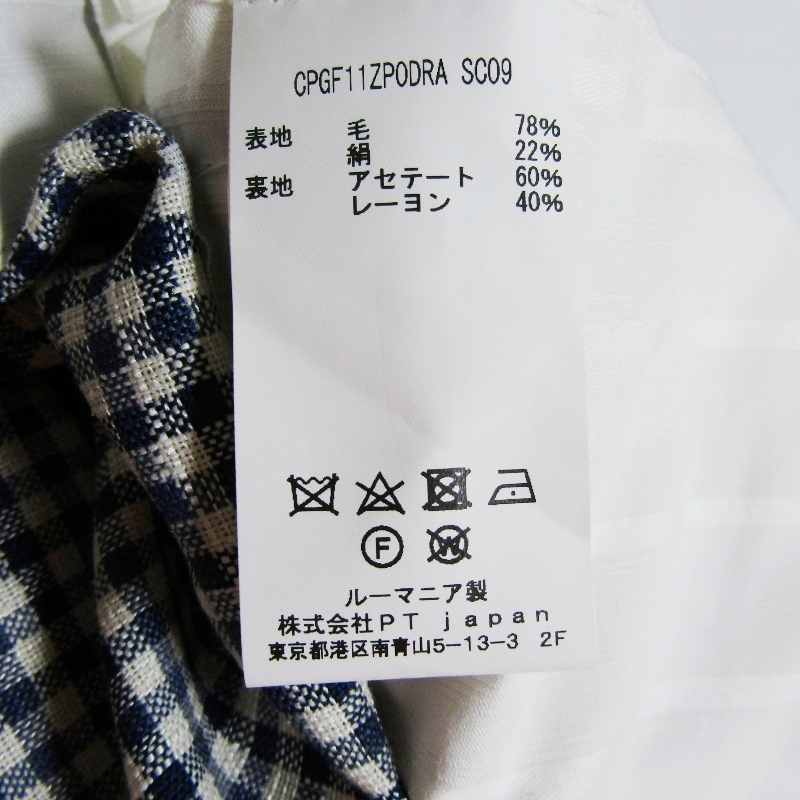 CPGF11ZP0DRA SC09
表地 毛 78%
絹 22%
裏地 アセテート 60%
レーヨン 40%
F W
ルーマニア製
株式会社PT japan
東京都港区南青山5-13-3 2F